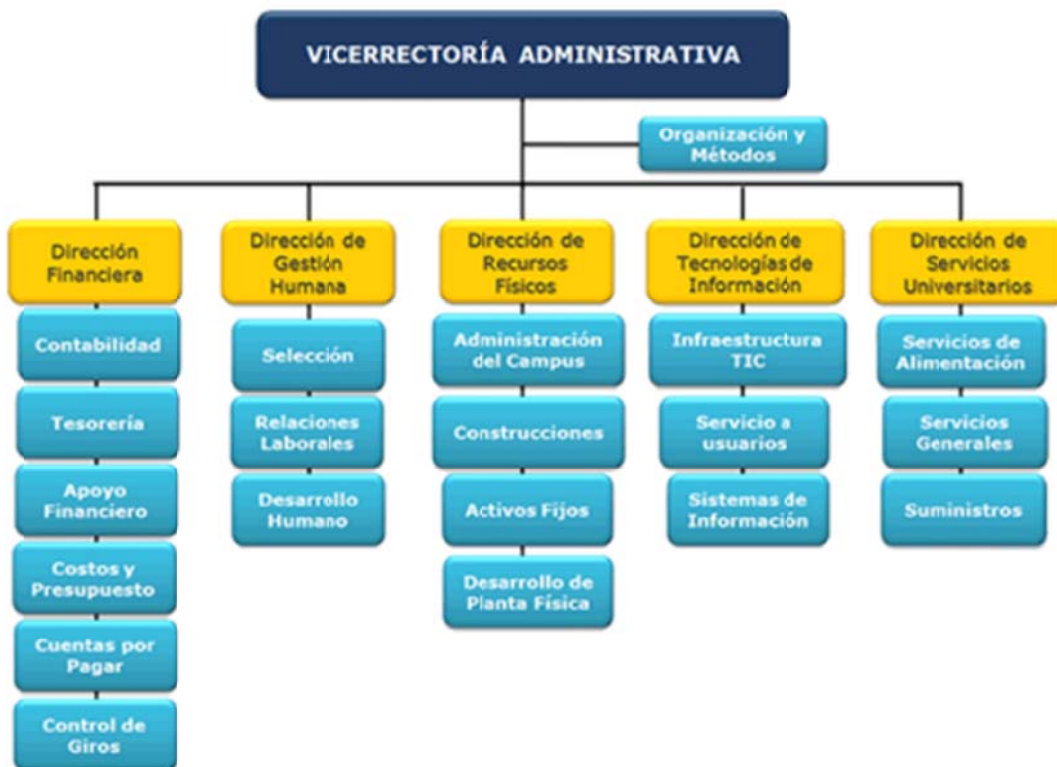 VICERRECTORÍA ADMINISTRATIVA
Organización y
Métodos
Dirección
Financiera
Contabilidad
Tesorería
Apoyo
Financiero
Costos y
Presupuesto
Cuentas por
Pagar
Control de
Giros
Dirección de
Gestión
Humana
Selección
Relaciones
Laborales
Desarrollo
Humano
Dirección de
Recursos
Físicos
Administración
del Campus
Construcciones
Activos Fijos
Desarrollo de
Planta Física
Dirección de
Tecnologías de
Información
Infraestructura
TIC
Servicio a
usuarios
Sistemas de
Información
Dirección de
Servicios
Universitarios
Servicios de
Alimentación
Servicios
Generales
Suministros